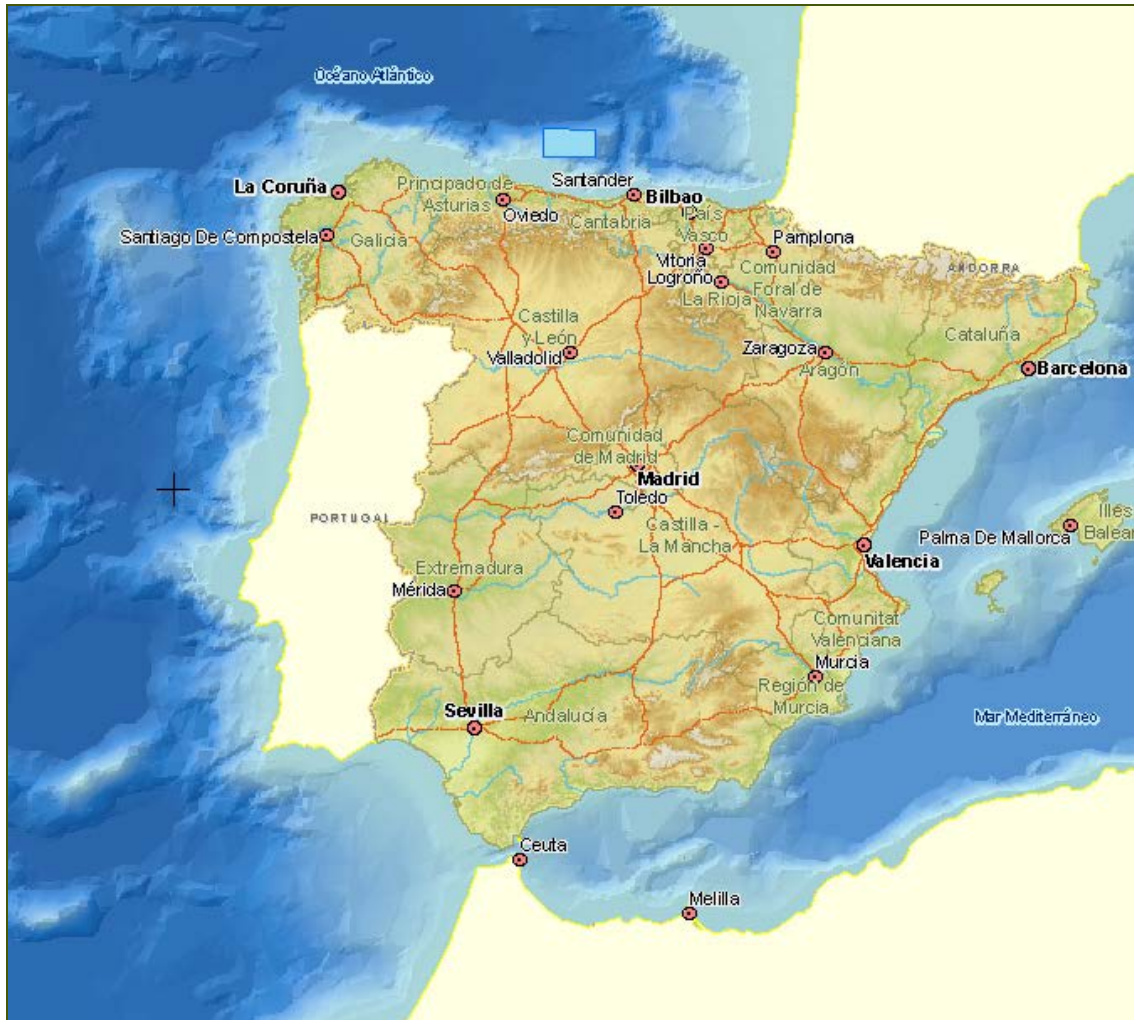 Océano Atlántico
La Coruña
Principado de
Asturias
Santander
Bilbao
Oviedo
Cantabria
País
Vasco
Santiago De Compostela
Galicia
Pamplona
Vitoria
Logroño
La Rioja
Comunidad
Foral de
Navarra
ANDORRA
Castilla
y León
Valladolid
Zaragoza
Aragón
Cataluña
Barcelona
Comunidad
de Madrid
Madrid
Toledo
PORTUGAL
Castilla -
La Mancha
Illes
Balear
Palma De Mallorca
Valencia
Extremadura
Mérida
Comunitat
Valenciana
Murcia
Región de
Murcia
Sevilla
Andalucía
Mar Mediterráneo
Ceuta
Melilla